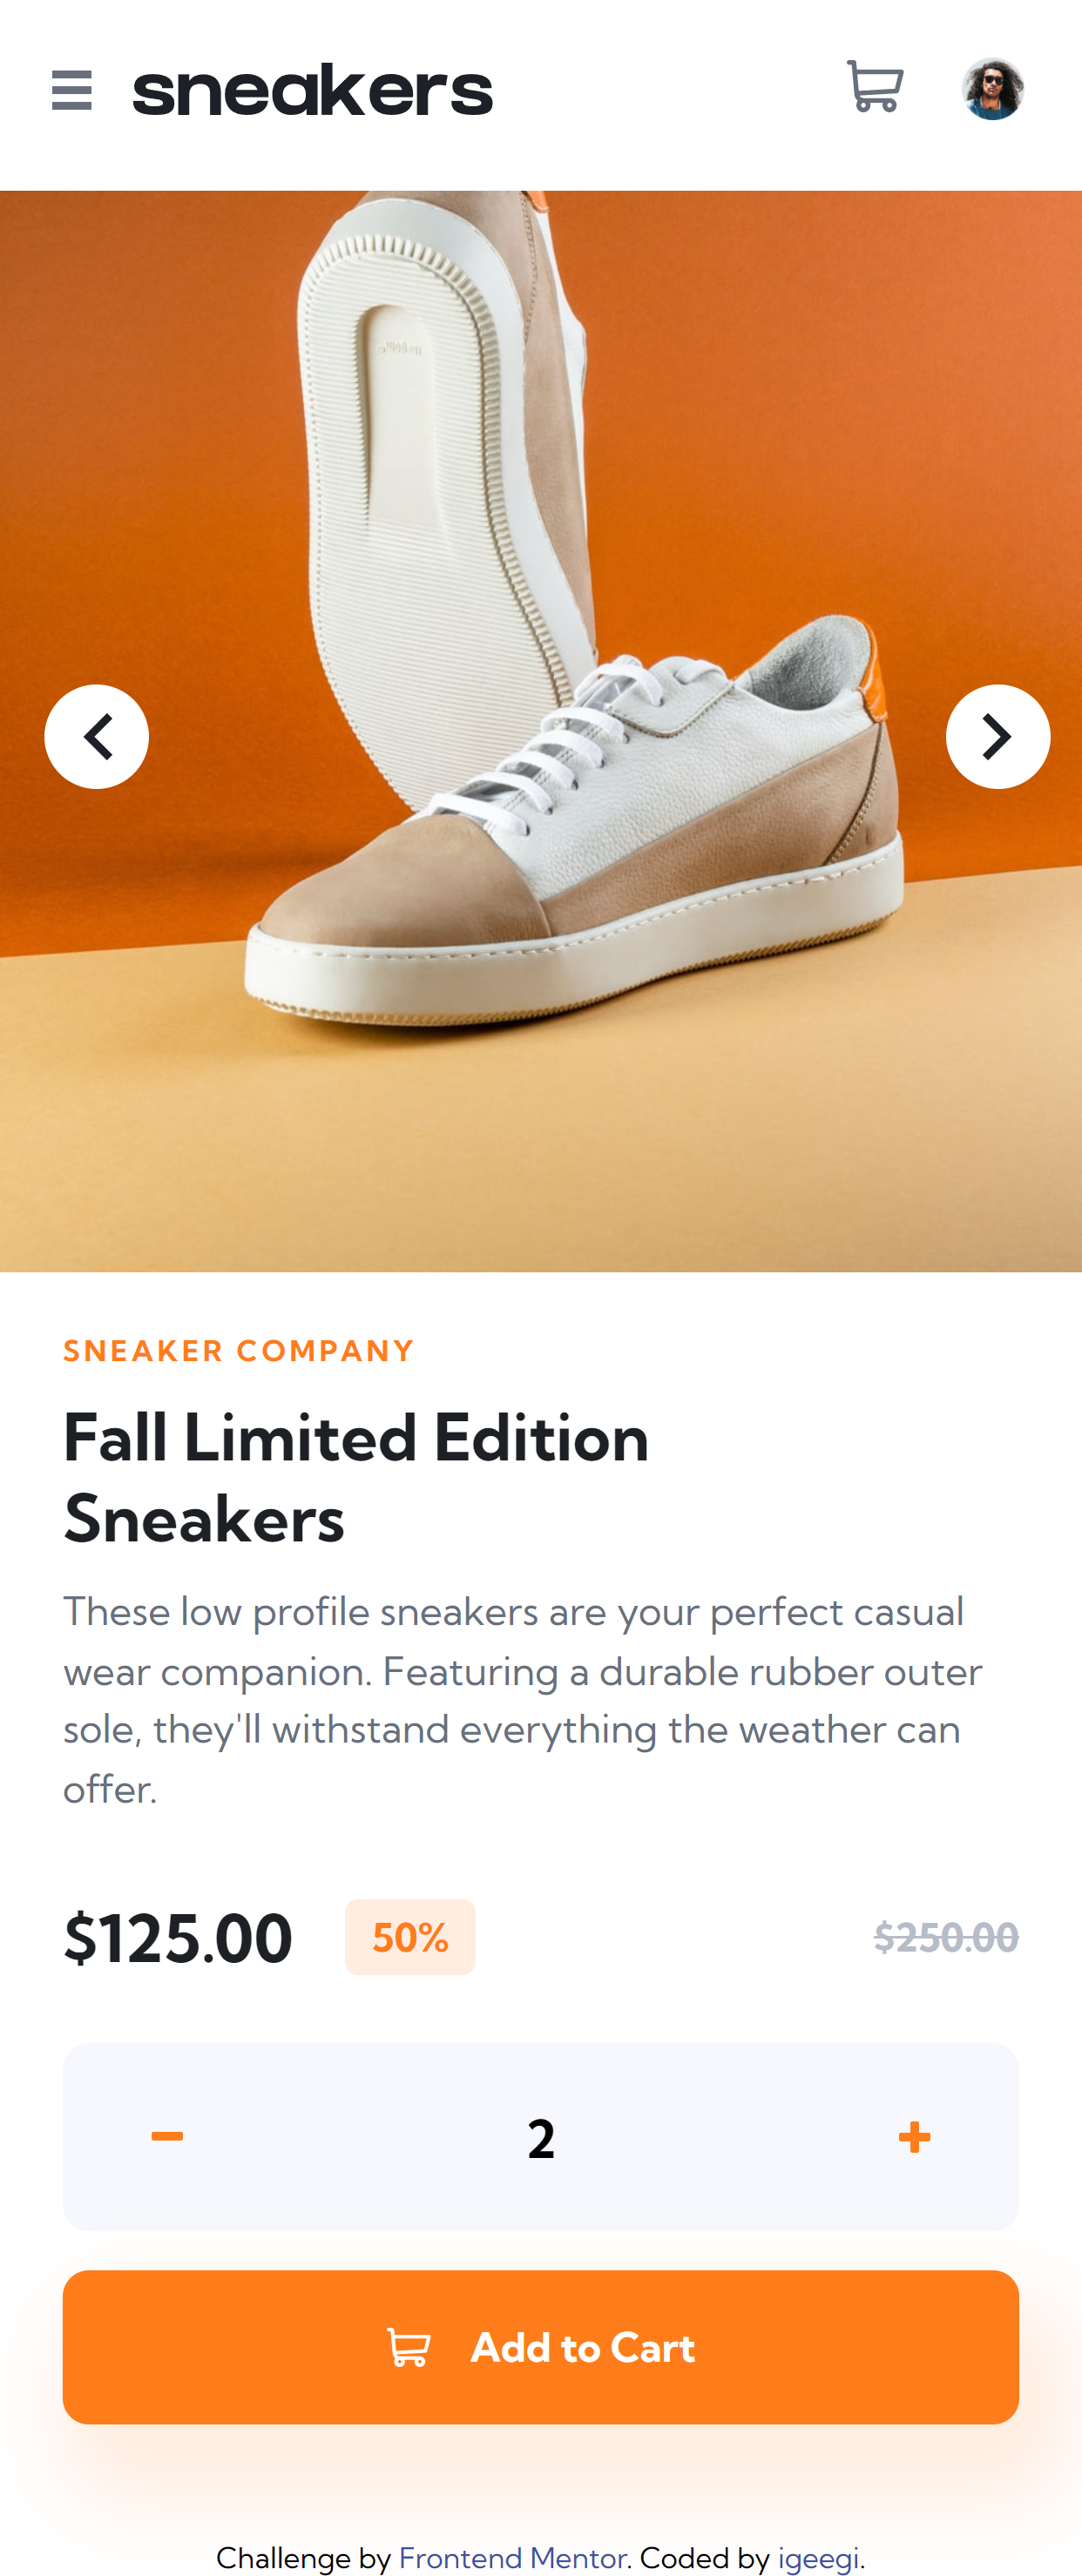 sneakers
SNEAKER COMPANY
Fall Limited Edition
Sneakers
These low profile sneakers are your perfect casual
wear companion. Featuring a durable rubber outer
sole, they'll withstand everything the weather can
offer.
$125.00 50% $250.00
2
Add to Cart
Challenge by Frontend Mentor. Coded by igeegi.